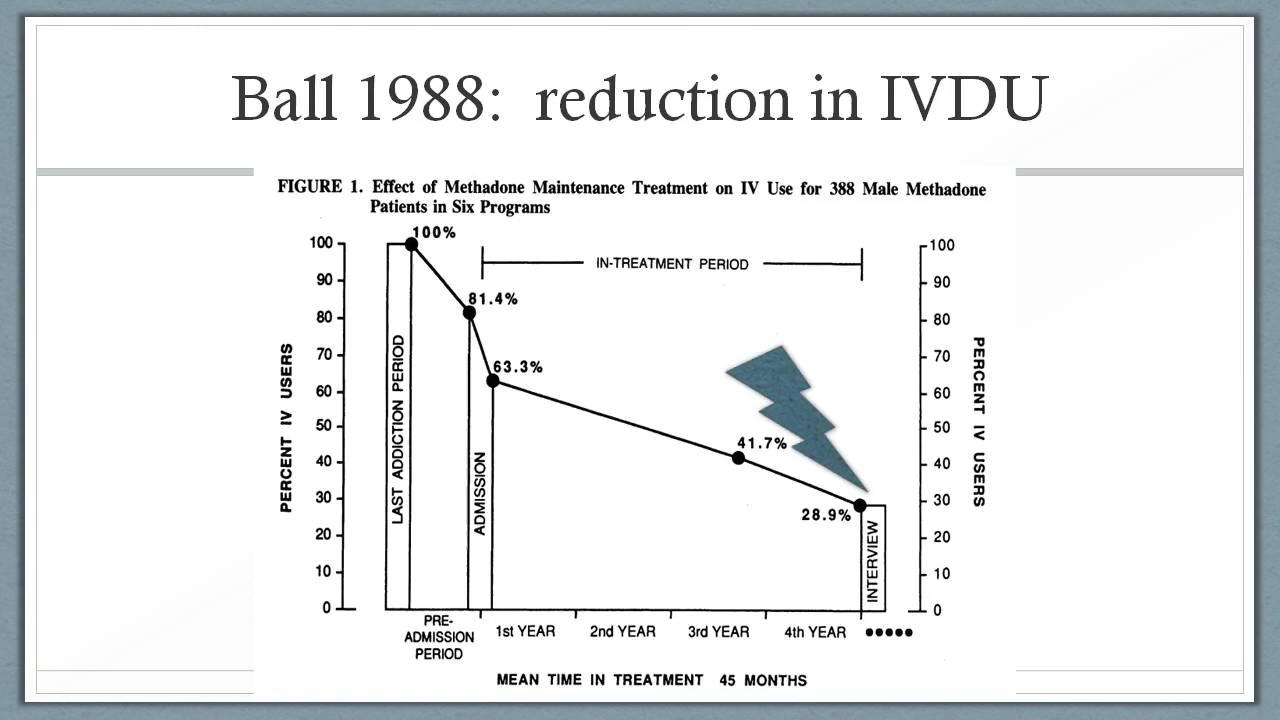 Ball 1988:  reduction in IVDU
FIGURE 1. Effect of Methadone Maintenance Treatment on IV Use for 388 Male Methadone
Patients in Six Programs
100%
100
90
80
70
60
50
40
30
20
10
0
PERCENT IV USERS
IN-TREATMENT PERIOD
81.4%
63.3%
41.7%
28.9%
LAST ADDICTION PERIOD
ADMISSION
INTERVIEW
100
90
80
70
60
50
40
30
20
10
0
PERCENT IV USERS
PRE-
ADMISSION
PERIOD
1st YEAR
2nd YEAR
3rd YEAR
4th YEAR
•••••
MEAN TIME IN TREATMENT 45 MONTHS